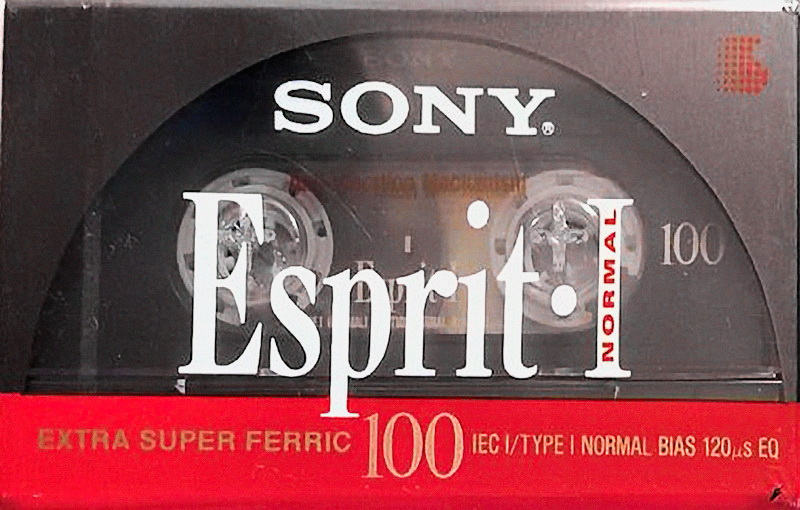 SONY®
Esprit·I
NORMAL
100
EXTRA SUPER FERRIC 100 IEC I/TYPE I NORMAL BIAS 120µs EQ